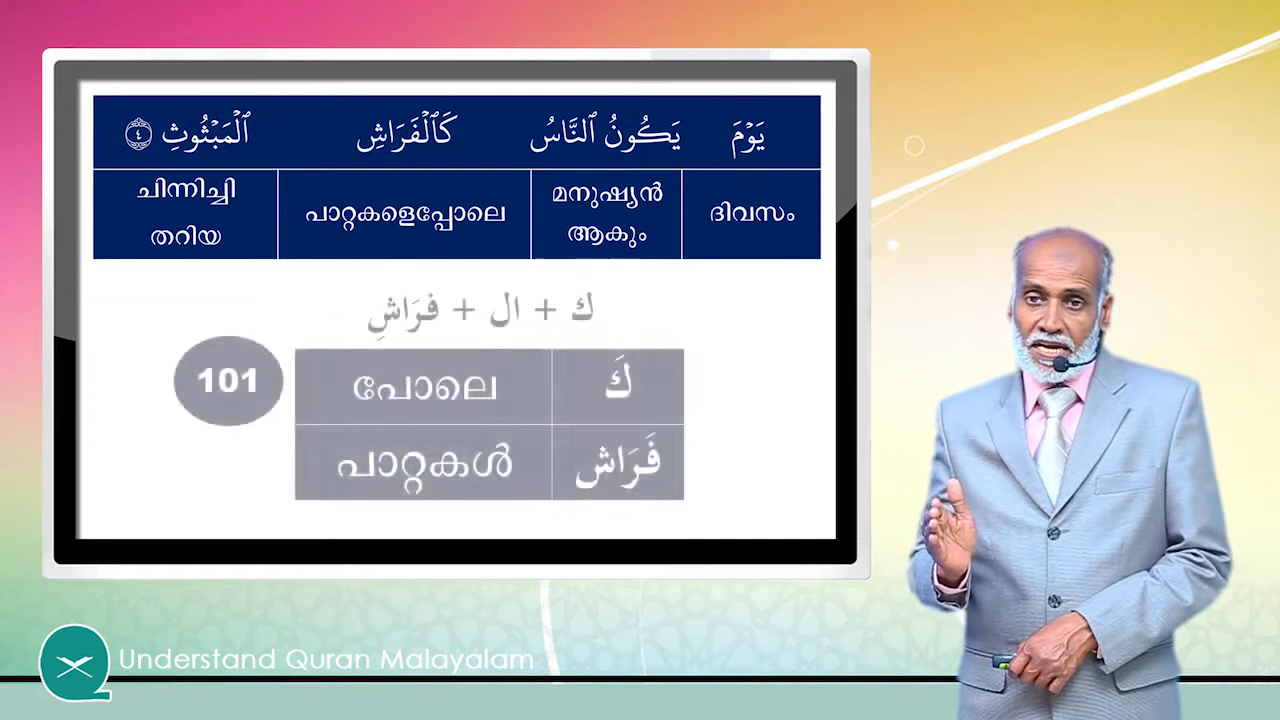 يَوْمَ يَكُونُ ٱلنَّاسُ كَٱلْفَرَاشِ ٱلْمَبْثُوثِ ٤
ദിവസം
മനുഷ്യൻ
ആകും
പാറ്റകളെപ്പോലെ
ചിന്നിച്ചി
തറിയ
ك + ال + فَرَاشِ
كَ പോലെ
فَرَاش പാറ്റകൾ
101
Understand Quran Malayalam